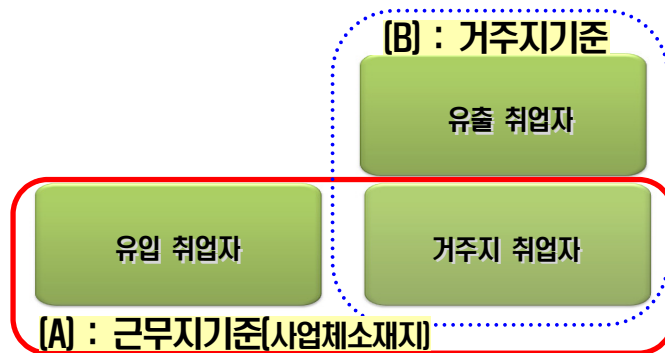 (B) : 거주지기준
유출 취업자
유입 취업자
거주지 취업자
(A) : 근무지기준(사업체소재지)